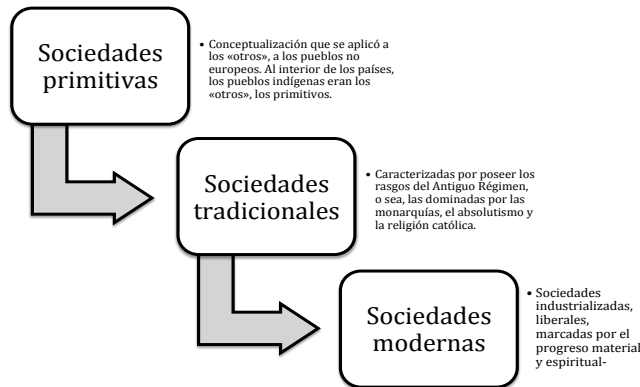 Sociedades
primitivas
• Conceptualización que se aplicó a
los «otros», a los pueblos no
europeos. Al interior de los países,
los pueblos indígenas eran los
«otros», los primitivos.
Sociedades
tradicionales
• Caracterizadas por poseer los
rasgos del Antiguo Régimen,
o sea, las dominadas por las
monarquías, el absolutismo y
la religión católica.
Sociedades
modernas
• Sociedades
industrializadas,
liberales,
marcadas por el
progreso material
y espiritual-